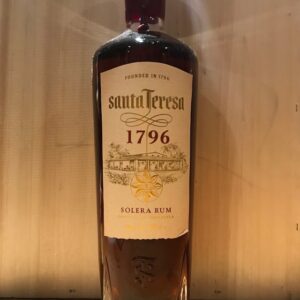 FOUNDED IN 1796
Santa Teresa
1796
SOLERA RUM